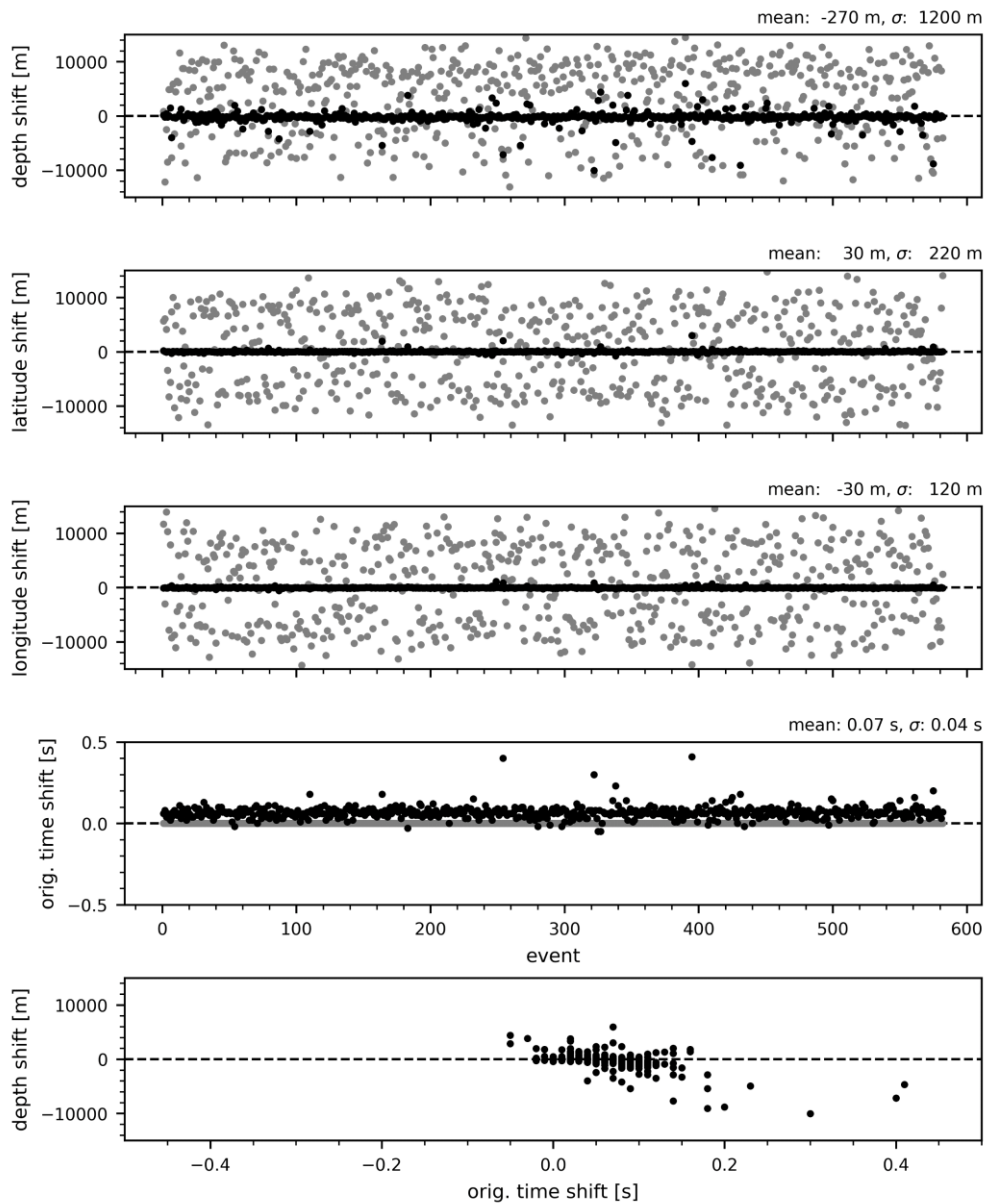 mean:  -270 m, σ:  1200 m
depth shift [m]
10000
0
−10000
mean:    30 m, σ:   220 m
latitude shift [m]
10000
0
−10000
mean:   -30 m, σ:   120 m
longitude shift [m]
10000
0
−10000
mean: 0.07 s, σ: 0.04 s
orig. time shift [s]
0.5
0.0
−0.5
0 100 200 300 400 500 600
event
depth shift [m]
10000
0
−10000
−0.4 −0.2 0.0 0.2 0.4
orig. time shift [s]